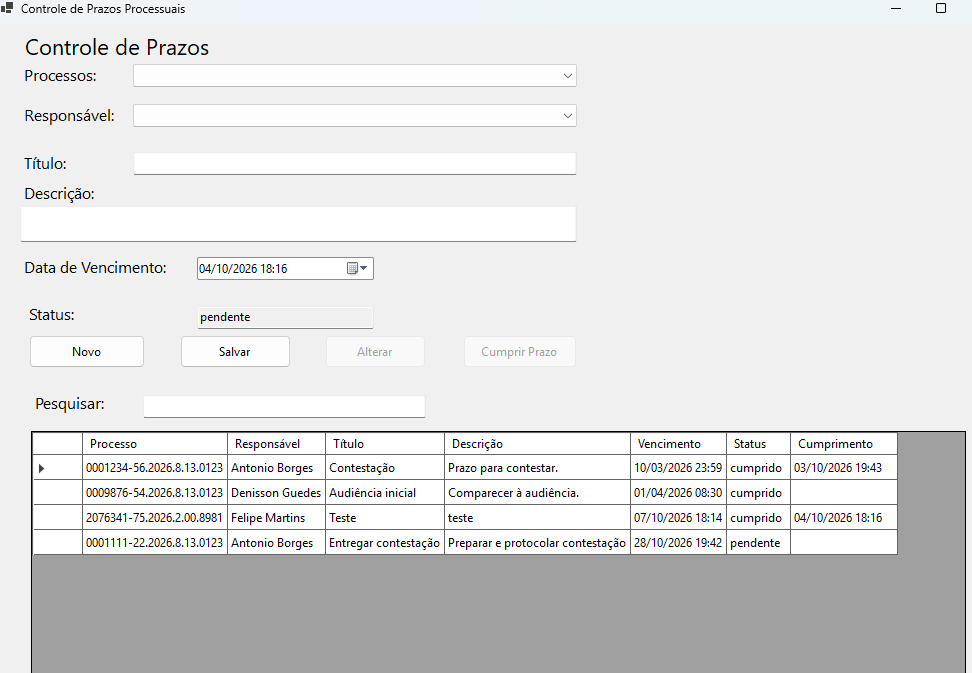 Controle de Prazos Processuais
Controle de Prazos
Processos:
Responsável:
Título:
Descrição:
Data de Vencimento: 04/10/2026 18:16
Status: pendente
Novo Salvar Alterar Cumprir Prazo
Pesquisar:
Processo Responsável Título Descrição Vencimento Status Cumprimento
0001234-56.2026.8.13.0123 Antonio Borges Contestação Prazo para contestar. 10/03/2026 23:59 cumprido 03/10/2026 19:43
0009876-54.2026.8.13.0123 Denisson Guedes Audiência inicial Comparecer à audiência. 01/04/2026 08:30 cumprido
2076341-75.2026.2.00.8981 Felipe Martins Teste teste 07/10/2026 18:14 cumprido 04/10/2026 18:16
0001111-22.2026.8.13.0123 Antonio Borges Entregar contestação Preparar e protocolar contestação 28/10/2026 19:42 pendente